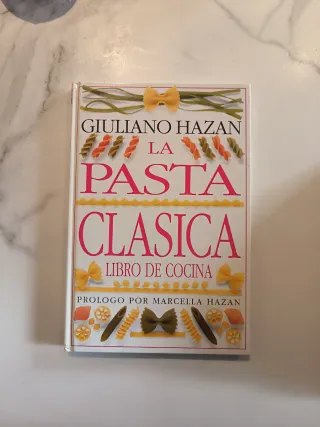 GIULIANO HAZAN
LA
PASTA
CLASICA
LIBRO DE COCINA
PROLOGO POR MARCELLA HAZAN